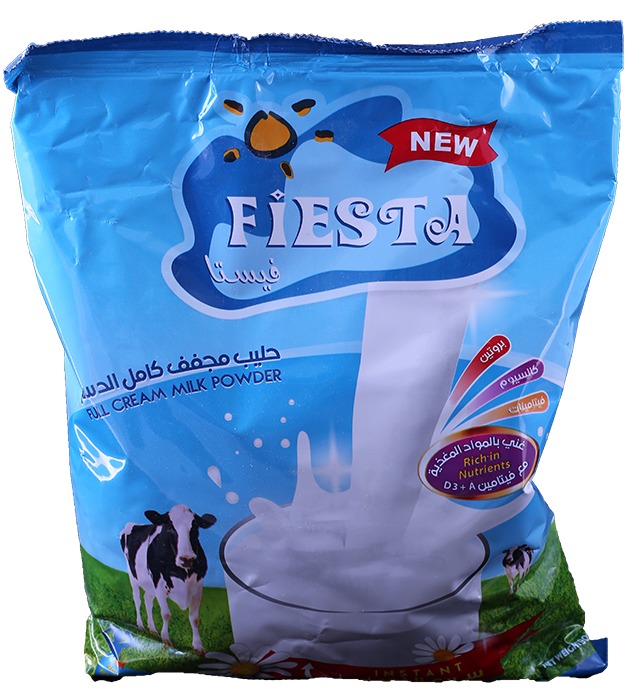 NEW
FIESTA
فيستا
حليب مجفف كامل
FULL CREAM MILK POWDER
بروتين
كالسيوم
فيتامينات
غني بالمواد المغذية
Rich in
Nutrients
مع فيتامين D3 + A
INSTANT